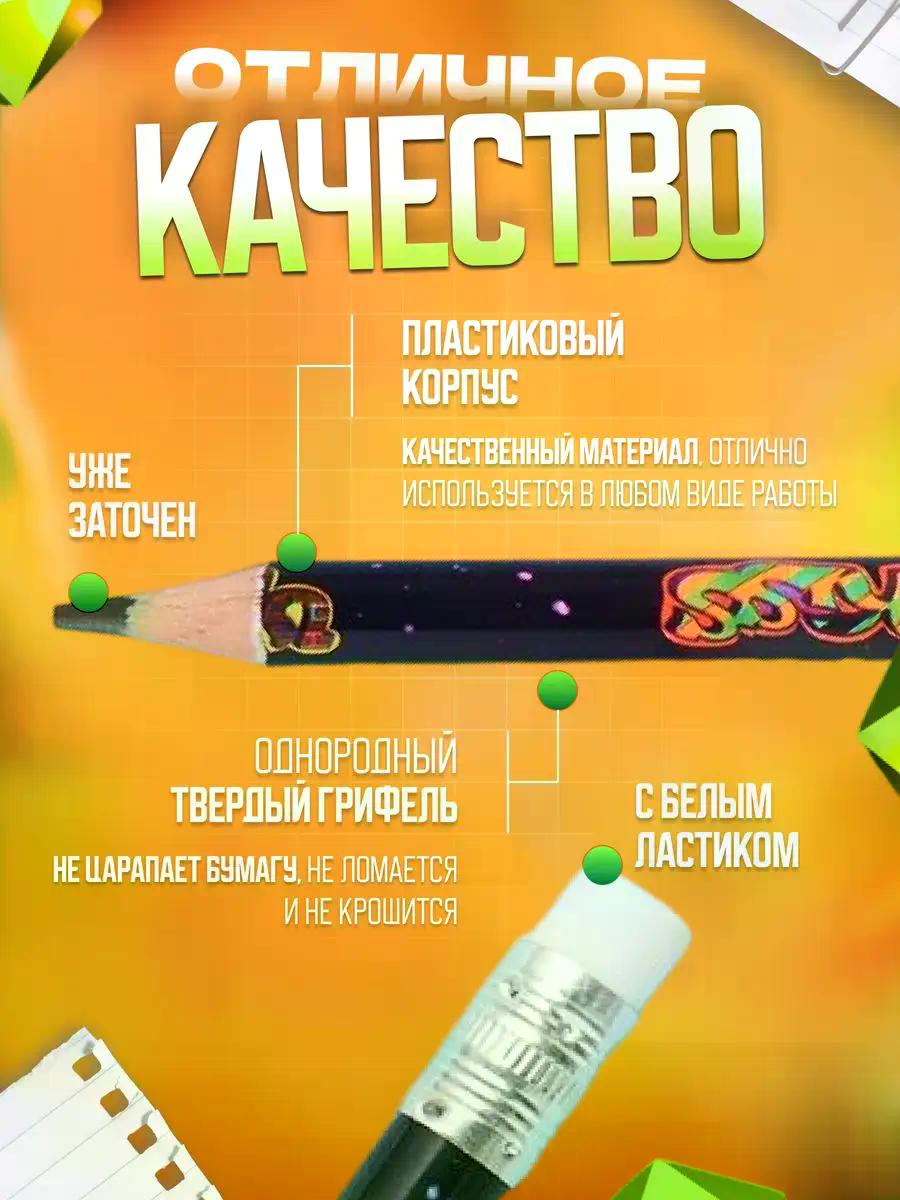 ОТЛИЧНОЕ
КАЧЕСТВО
ПЛАСТИКОВЫЙ
КОРПУС
КАЧЕСТВЕННЫЙ МАТЕРИАЛ, ОТЛИЧНО
ИСПОЛЬЗУЕТСЯ В ЛЮБОМ ВИДЕ РАБОТЫ
УЖЕ
ЗАТОЧЕН
ОДНОРОДНЫЙ
ТВЕРДЫЙ ГРИФЕЛЬ
НЕ ЦАРАПАЕТ БУМАГУ, НЕ ЛОМАЕТСЯ
И НЕ КРОШИТСЯ
С БЕЛЫМ
ЛАСТИКОМ